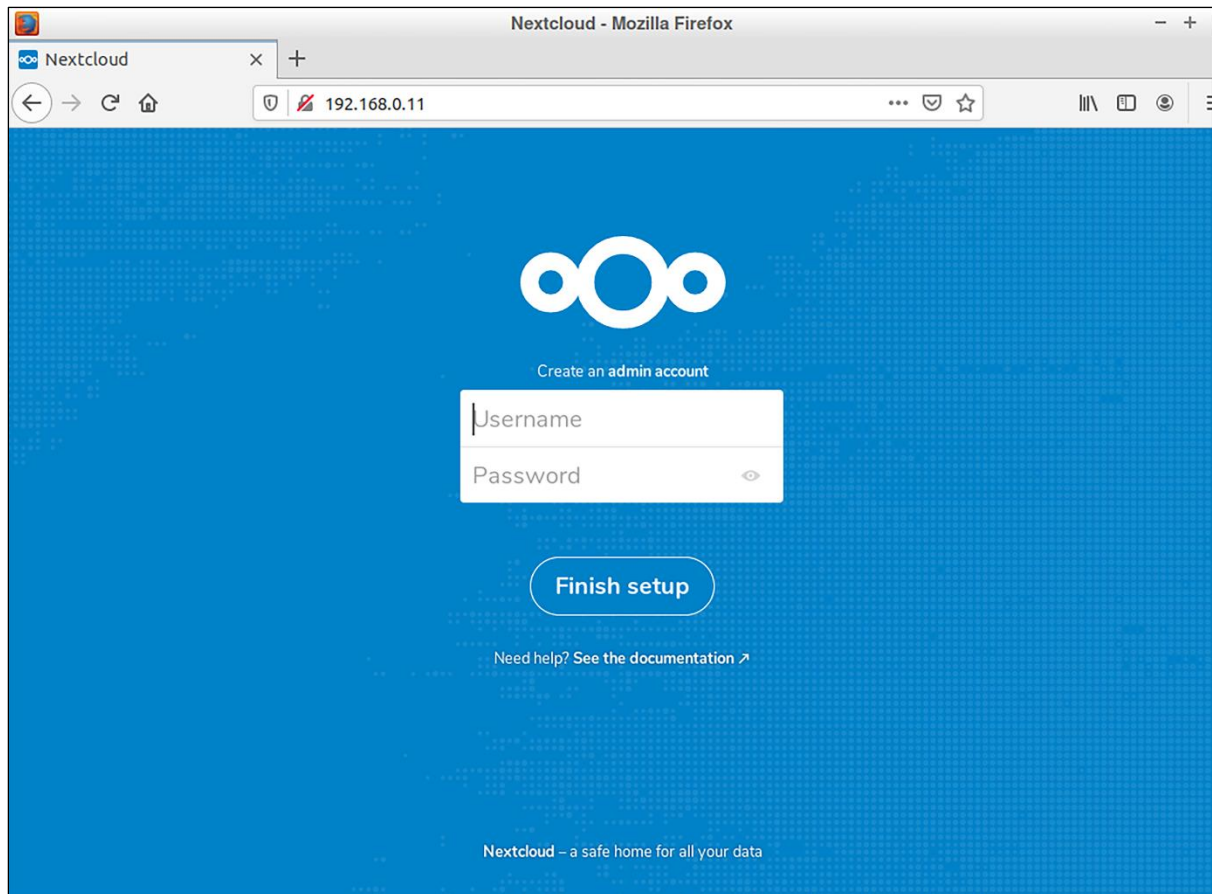 Nextcloud - Mozilla Firefox
Nextcloud
192.168.0.11
Create an admin account
Username
Password
Finish setup
Need help? See the documentation ↗
Nextcloud – a safe home for all your data